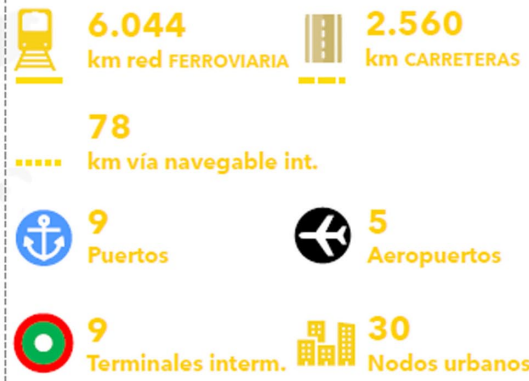 6.044
km red FERROVIARIA
2.560
km CARRETERAS
78
km vía navegable int.
9
Puertos
5
Aeropuertos
9
Terminales interm.
30
Nodos urbanos